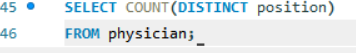 45 SELECT COUNT(DISTINCT position)
46 FROM physician;